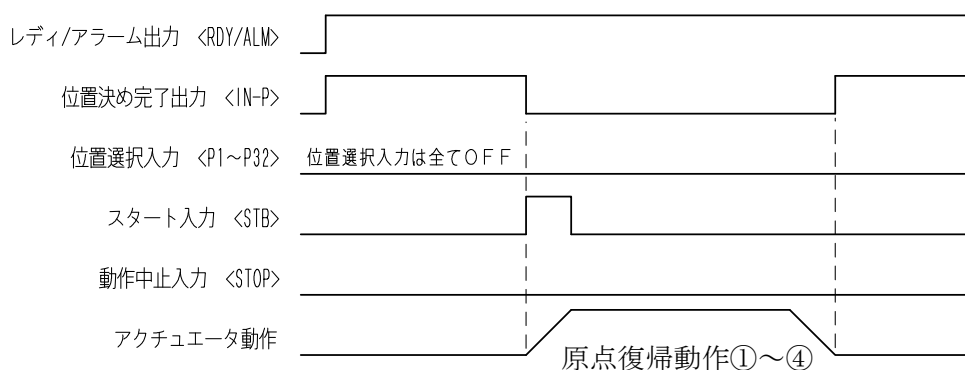 レディ/アラーム出力 <RDY/ALM>
位置決め完了出力 <IN-P>
位置選択入力 <P1～P32> 位置選択入力は全てＯＦＦ
スタート入力 <STB>
動作中止入力 <STOP>
アクチュエータ動作
原点復帰動作①～④